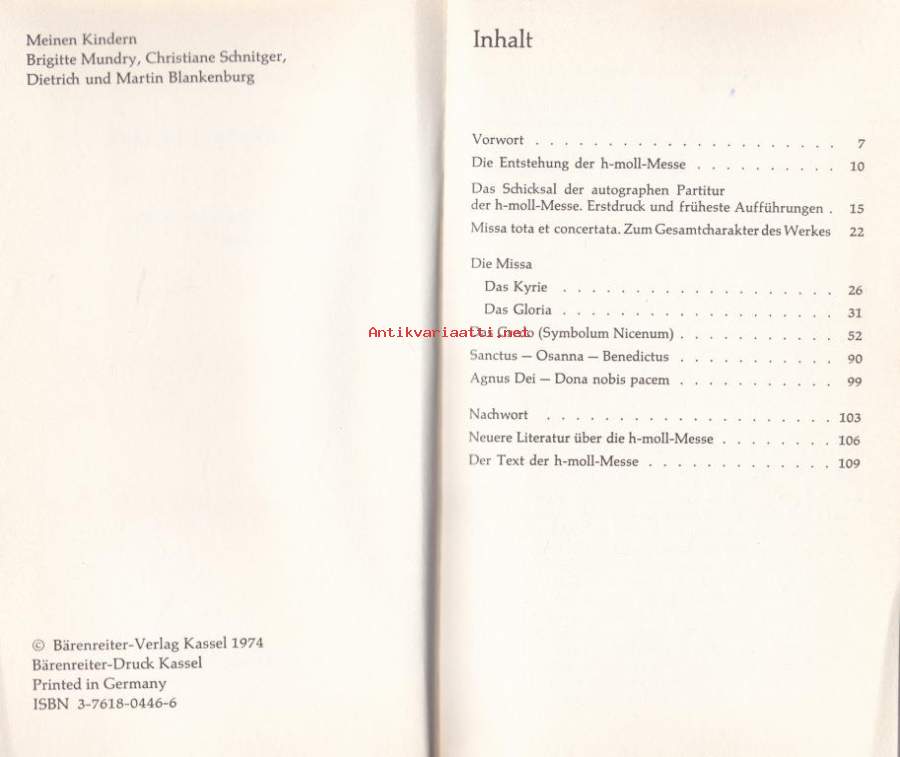 Meinen Kindern
Brigitte Mundry, Christiane Schnitger,
Dietrich und Martin Blankenburg
© Bärenreiter-Verlag Kassel 1974
Bärenreiter-Druck Kassel
Printed in Germany
ISBN 3-7618-0446-6
Inhalt
Vorwort . . . . . . . . . . . . . . . . . . . . . 7
Die Entstehung der h-moll-Messe . . . . . . . . . . 10
Das Schicksal der autographen Partitur
der h-moll-Messe. Erstdruck und früheste Aufführungen . 15
Missa tota et concertata. Zum Gesamtcharakter des Werkes 22
Die Missa
Das Kyrie . . . . . . . . . . . . . . . . . . . 26
Das Gloria . . . . . . . . . . . . . . . . . . . 31
Antikvariaatti.net
(Symbolum Nicenum) . . . . . . . . . . . 52
Sanctus – Osanna – Benedictus . . . . . . . . . . . 90
Agnus Dei – Dona nobis pacem . . . . . . . . . . . 99
Nachwort . . . . . . . . . . . . . . . . . . . . 103
Neuere Literatur über die h-moll-Messe . . . . . . . . 106
Der Text der h-moll-Messe . . . . . . . . . . . . . 109